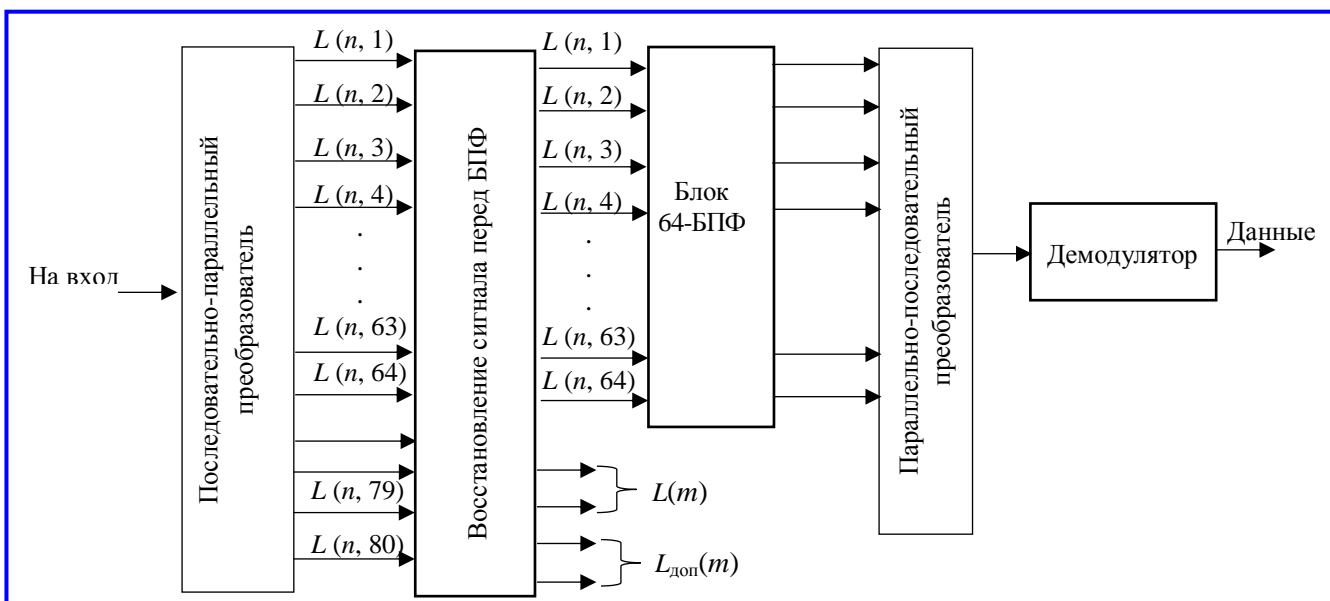 На вход
Последовательно-параллельный
преобразователь
L (n, 1)
L (n, 2)
L (n, 3)
L (n, 4)
.
.
.
L (n, 63)
L (n, 64)
L (n, 79)
L (n, 80)
Восстановление сигнала перед БПФ
L (n, 1)
L (n, 2)
L (n, 3)
L (n, 4)
.
.
.
L (n, 63)
L (n, 64)
L(m)
Lдоп(m)
Блок
64-БПФ
Параллельно-последовательный
преобразователь
Демодулятор
Данные